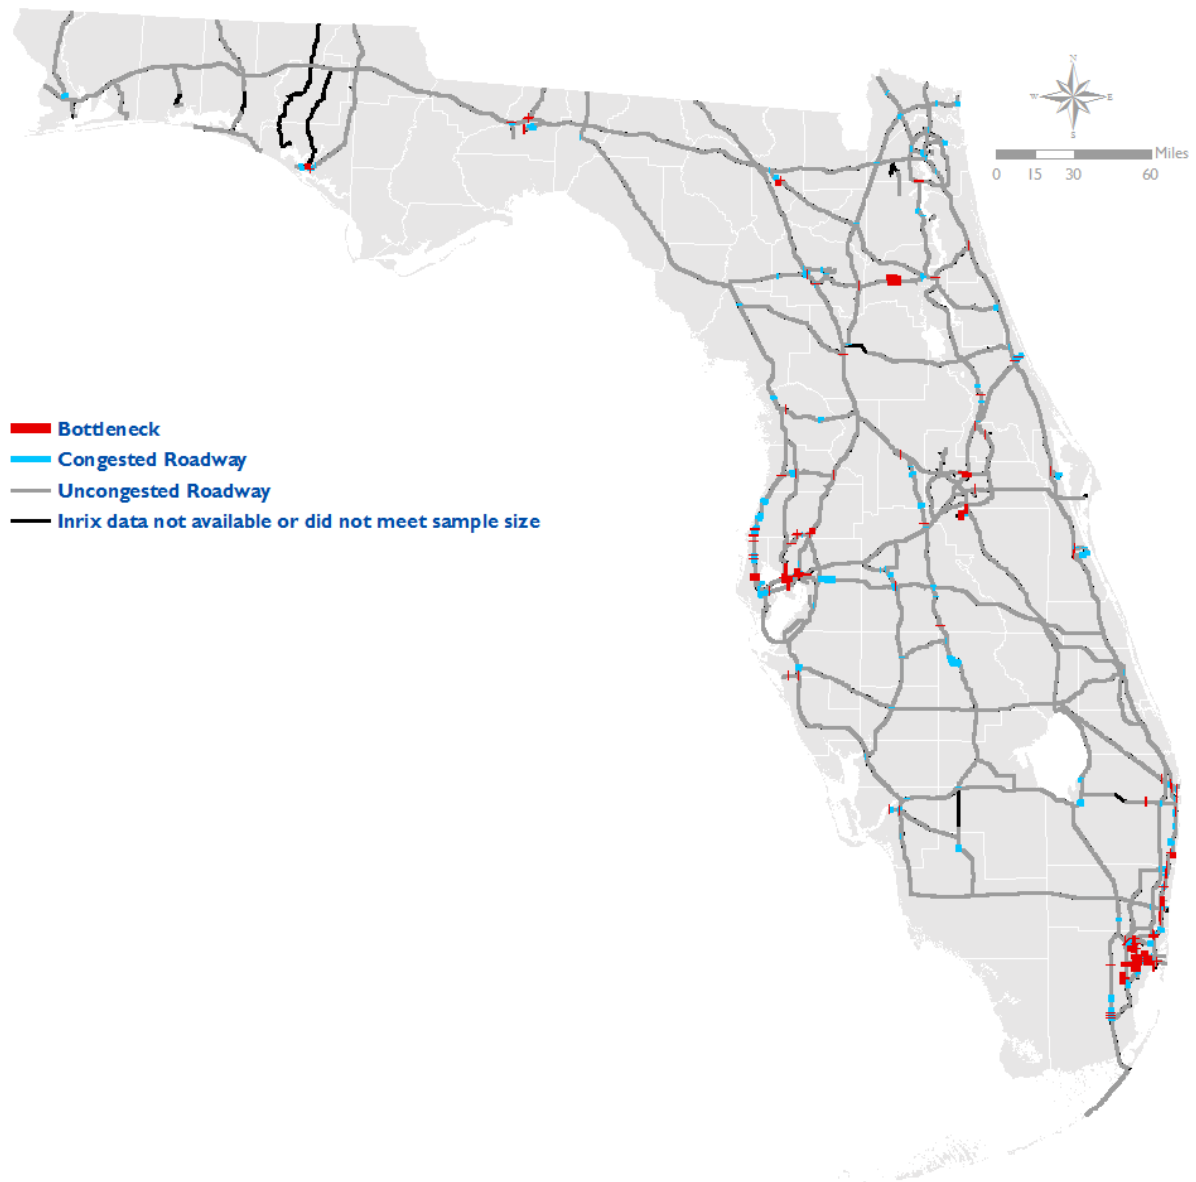 N
W E
S
Miles
0 15 30 60
Bottleneck
Congested Roadway
Uncongested Roadway
Inrix data not available or did not meet sample size